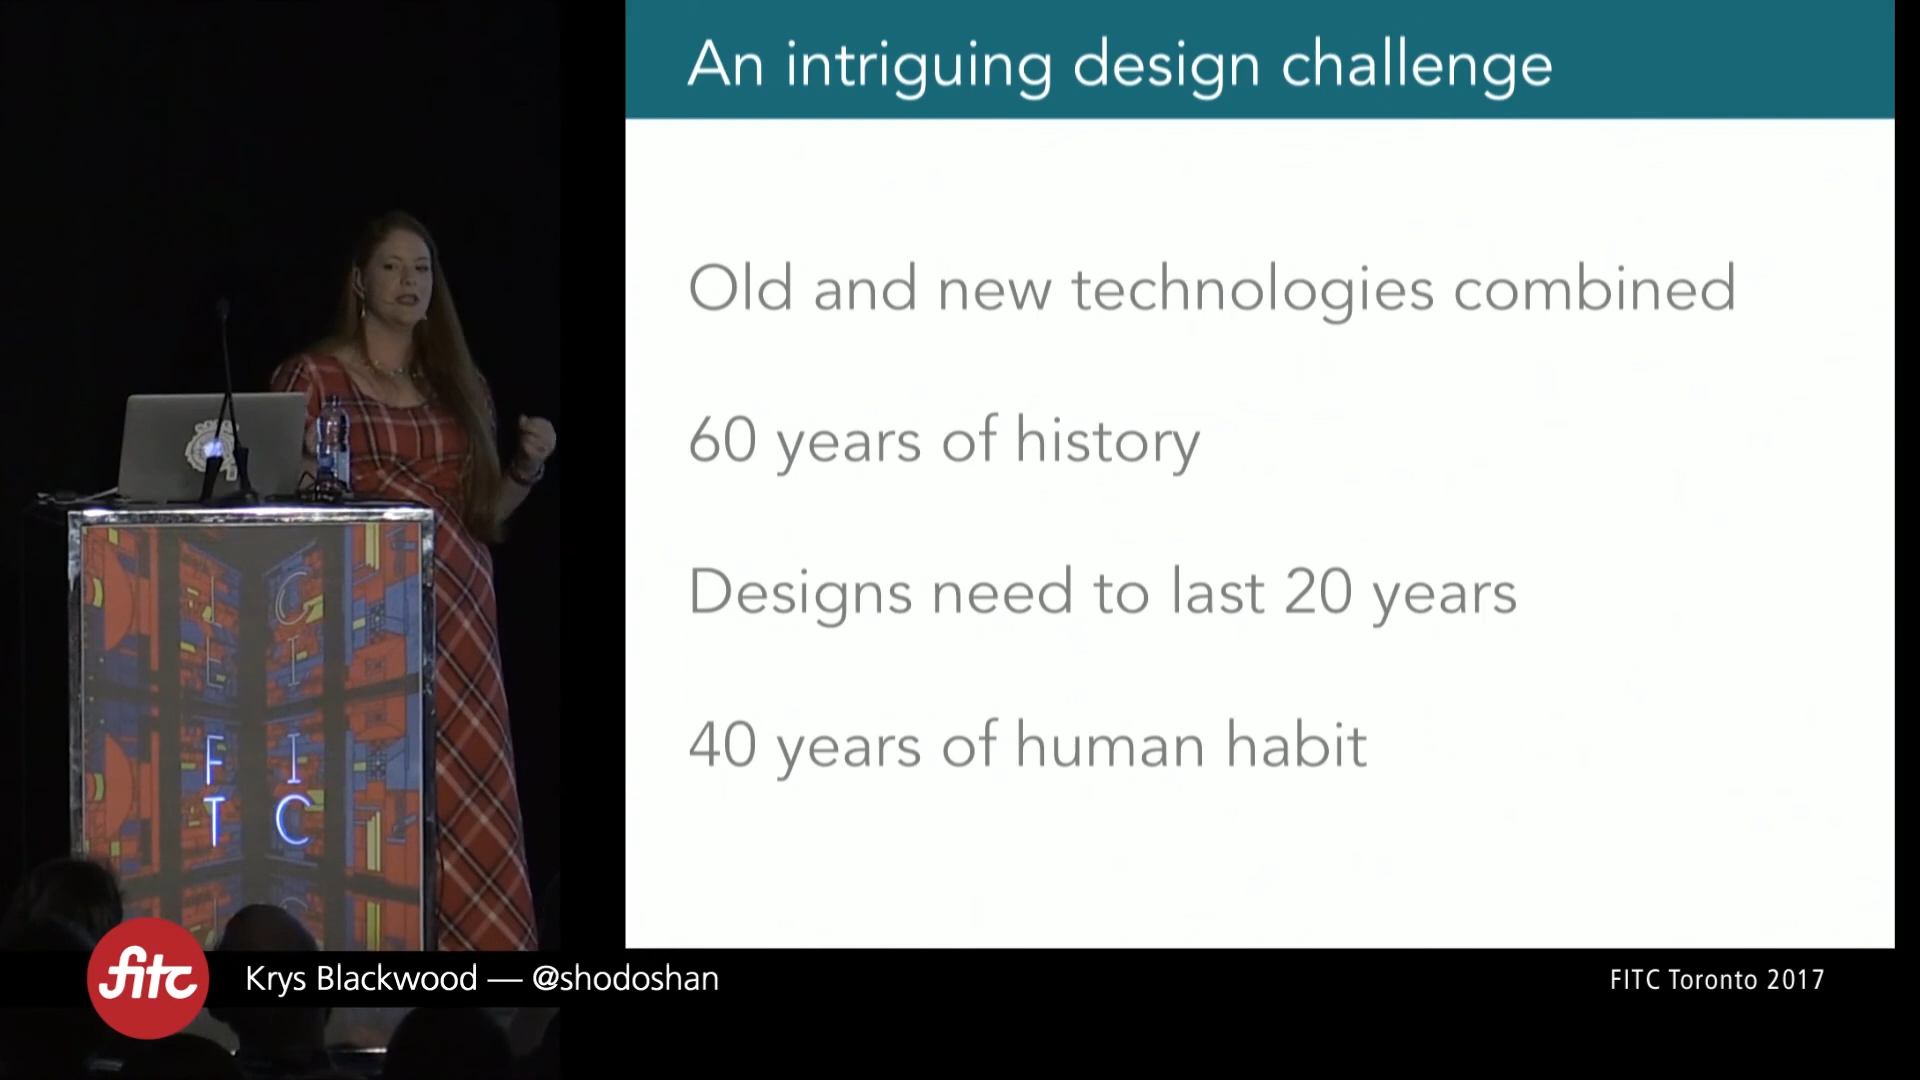 An intriguing design challenge
Old and new technologies combined
60 years of history
Designs need to last 20 years
40 years of human habit
F I
T C
fitc
Krys Blackwood — @shodoshan
FITC Toronto 2017